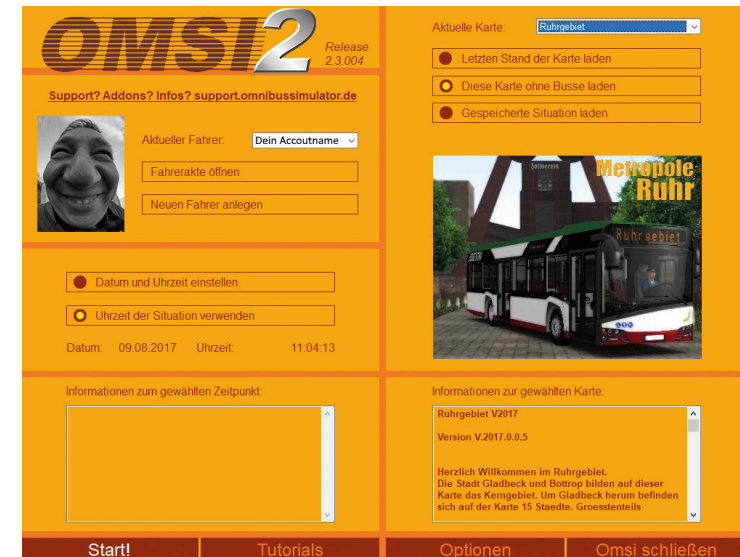 OMSI 2
Release
2.3.004
Support? Addons? Infos? support.omnibussimulator.de
Aktueller Fahrer:
Dein Accoutname
Fahrerakte öffnen
Neuen Fahrer anlegen
Datum und Uhrzeit einstellen
Uhrzeit der Situation verwenden
Datum: 09.08.2017 Uhrzeit: 11:04:13
Informationen zum gewählten Zeitpunkt:
Aktuelle Karte: Ruhrgebiet
Letzten Stand der Karte laden
Diese Karte ohne Busse laden
Gespeicherte Situation laden
Zollverein
Metropole
Ruhr
Ruhrgebiet
Informationen zur gewählten Karte:
Ruhrgebiet V2017
Version V.2017.0.0.5
Herzlich Willkommen im Ruhrgebiet.
Die Stadt Gladbeck und Bottrop bilden auf dieser
Karte das Kerngebiet. Um Gladbeck herum befinden
sich auf der Karte 15 Staedte. Groesstenteils
Start!
Tutorials
Optionen
Omsi schließen